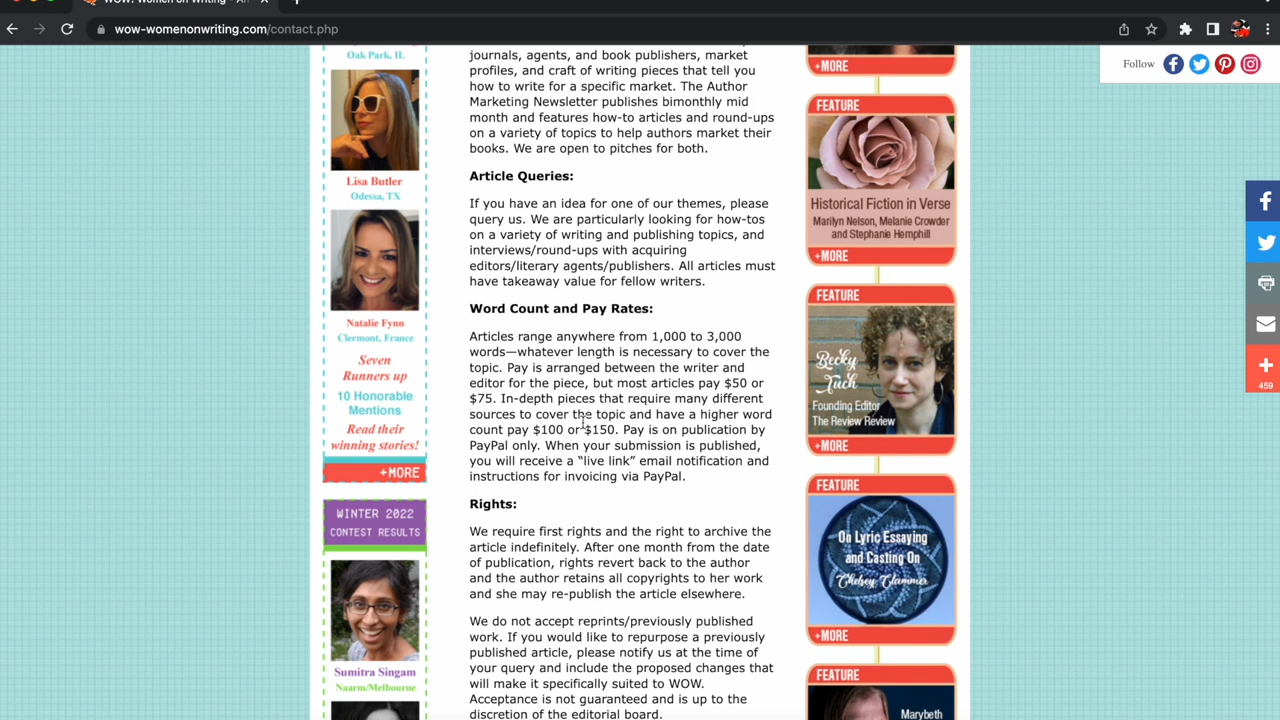 WOW! Women on Writing - An
wow-womenonwriting.com/contact.php
Oak Park, IL
Lisa Butler
Odessa, TX
Natalie Fynn
Clermont, France
Seven
Runners up
10 Honorable
Mentions
Read their
winning stories!
+MORE
WINTER 2022
CONTEST RESULTS
Sumitra Singam
Naarm/Melbourne
journals, agents, and book publishers, market
profiles, and craft of writing pieces that tell you
how to write for a specific market. The Author
Marketing Newsletter publishes bimonthly mid
month and features how-to articles and round-ups
on a variety of topics to help authors market their
books. We are open to pitches for both.
Article Queries:
If you have an idea for one of our themes, please
query us. We are particularly looking for how-tos
on a variety of writing and publishing topics, and
interviews/round-ups with acquiring
editors/literary agents/publishers. All articles must
have takeaway value for fellow writers.
Word Count and Pay Rates:
Articles range anywhere from 1,000 to 3,000
words—whatever length is necessary to cover the
topic. Pay is arranged between the writer and
editor for the piece, but most articles pay $50 or
$75. In-depth pieces that require many different
sources to cover the topic and have a higher word
count pay $100 or $150. Pay is on publication by
PayPal only. When your submission is published,
you will receive a “live link” email notification and
instructions for invoicing via PayPal.
Rights:
We require first rights and the right to archive the
article indefinitely. After one month from the date
of publication, rights revert back to the author
and the author retains all copyrights to her work
and she may re-publish the article elsewhere.
We do not accept reprints/previously published
work. If you would like to repurpose a previously
published article, please notify us at the time of
your query and include the proposed changes that
will make it specifically suited to WOW.
Acceptance is not guaranteed and is up to the
discretion of the editorial board.
+MORE
FEATURE
Historical Fiction in Verse
Marilyn Nelson, Melanie Crowder
and Stephanie Hemphill
+MORE
FEATURE
Becky
Tuch
Founding Editor
The Review Review
+MORE
FEATURE
On Lyric Essaying
and Casting On
Chelsey Clammer
+MORE
FEATURE
Marybeth
Follow
459